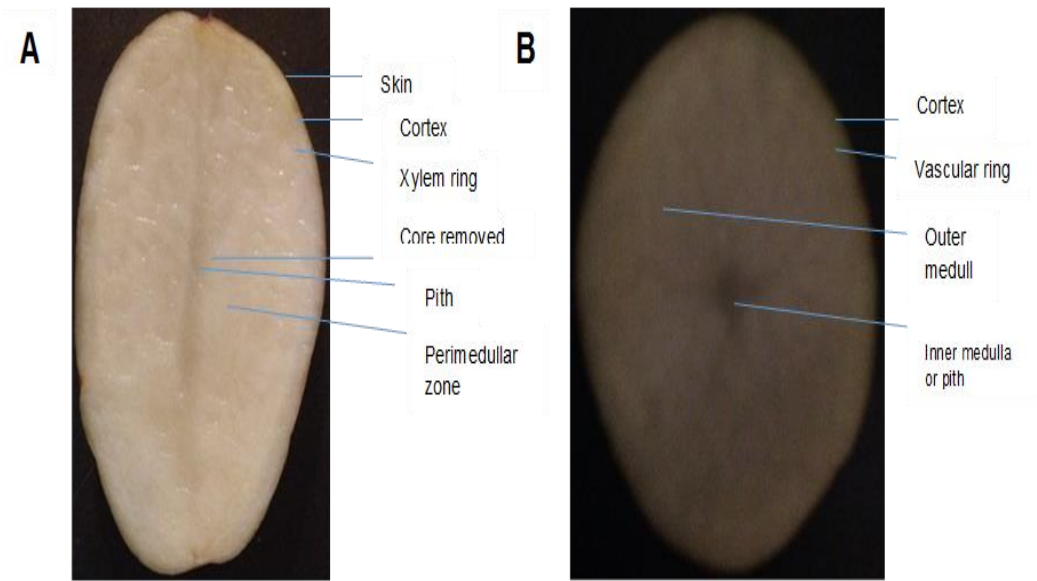 A
Skin
Cortex
Xylem ring
Core removed
Pith
Perimedullar
zone
B
Cortex
Vascular ring
Outer
medull
Inner medulla
or pith